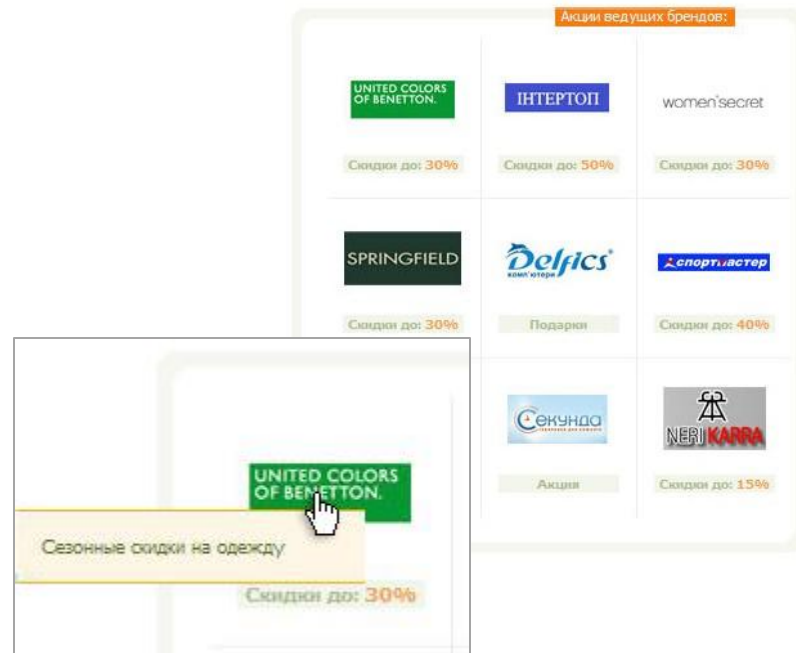 Акции ведущих брендов:
UNITED COLORS
OF BENETTON.
ІНТЕРТОП
women'secret
Скидки до: 30%
Скидки до: 50%
Скидки до: 30%
SPRINGFIELD
Delfics
комп'ютери
спортмастер
Скидки до: 30%
Подарки
Скидки до: 40%
Секунда
NERI KARRA
Акция
Скидки до: 15%
UNITED COLORS
OF BENETTON.
Сезонные скидки на одежду
Скидки до: 30%